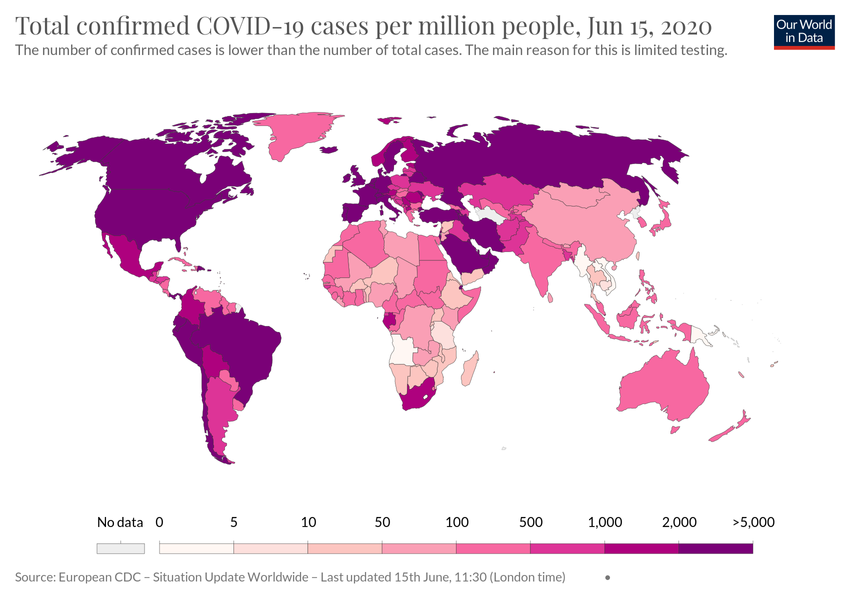 Total confirmed COVID-19 cases per million people, Jun 15, 2020
The number of confirmed cases is lower than the number of total cases. The main reason for this is limited testing.
Our World
in Data
No data 0 5 10 50 100 500 1,000 2,000 >5,000
Source: European CDC – Situation Update Worldwide – Last updated 15th June, 11:30 (London time) •